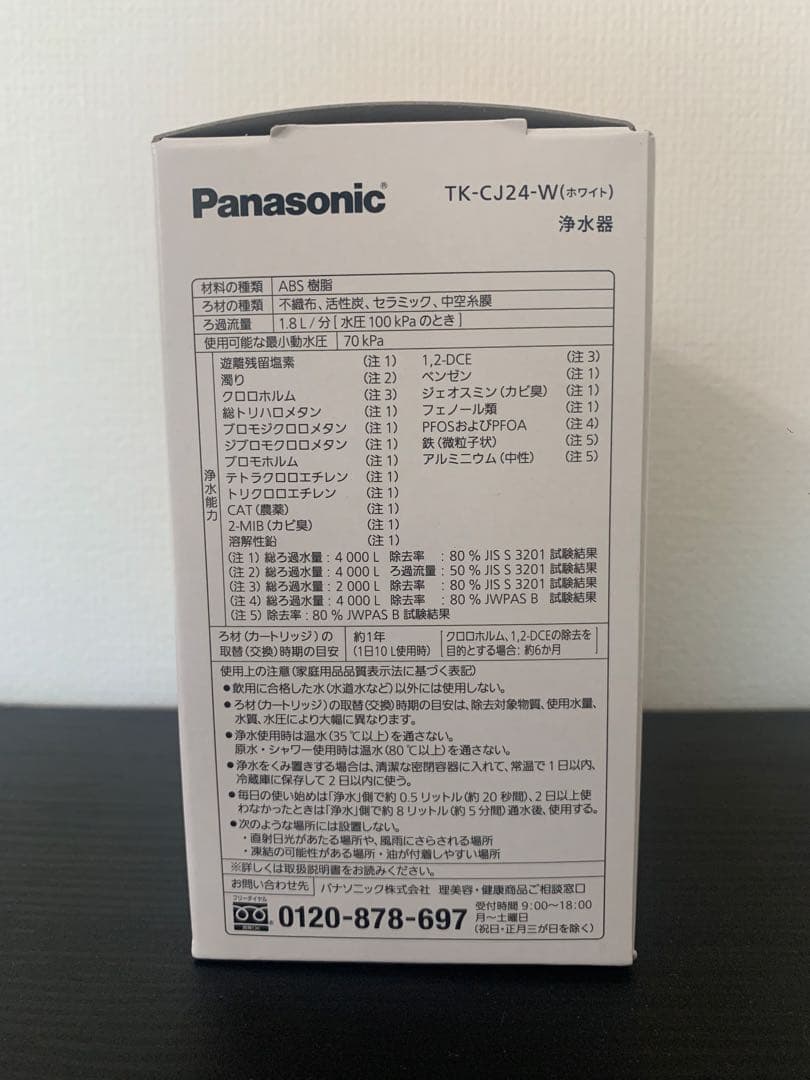 Panasonic®
TK-CJ24-W(ホワイト)
浄水器
材料の種類 ABS 樹脂
ろ材の種類 不織布、活性炭、セラミック、中空糸膜
ろ過流量 1.8 L / 分 [ 水圧 100 kPa のとき ]
使用可能な最小動水圧 70 kPa
浄水能力
遊離残留塩素 (注 1)
濁り (注 2)
クロロホルム (注 3)
総トリハロメタン (注 1)
ブロモジクロロメタン (注 1)
ジブロモクロロメタン (注 1)
ブロモホルム (注 1)
テトラクロロエチレン (注 1)
トリクロロエチレン (注 1)
CAT (農薬) (注 1)
2-MIB (カビ臭) (注 1)
溶解性鉛 (注 1)
1,2-DCE (注 3)
ベンゼン (注 1)
ジェオスミン (カビ臭) (注 1)
フェノール類 (注 1)
PFOSおよびPFOA (注 4)
鉄 (微粒子状) (注 5)
アルミニウム (中性) (注 5)
(注 1) 総ろ過水量 : 4 000 L 除去率 : 80 % JIS S 3201 試験結果
(注 2) 総ろ過水量 : 4 000 L ろ過流量 : 50 % JIS S 3201 試験結果
(注 3) 総ろ過水量 : 2 000 L 除去率 : 80 % JIS S 3201 試験結果
(注 4) 総ろ過水量 : 4 000 L 除去率 : 80 % JWPAS B 試験結果
(注 5) 除去率 : 80 % JWPAS B 試験結果
ろ材 (カートリッジ) の
取替 (交換) 時期の目安
約1年
(1日10 L使用時)
[クロロホルム、1,2-DCEの除去を
目的とする場合: 約6か月]
使用上の注意 (家庭用品品質表示法に基づく表記)
●飲用に合格した水 (水道水など) 以外には使用しない。
●ろ材 (カートリッジ) の取替 (交換) 時期の目安は、除去対象物質、使用水量、
水質、水圧により大幅に異なります。
●浄水使用時は温水 (35 ℃以上) を通さない。
原水・シャワー使用時は温水 (80 ℃以上) を通さない。
●浄水をくみ置きする場合は、清潔な密閉容器に入れて、常温で 1 日以内、
冷蔵庫に保存して 2 日以内に使う。
●毎日の使い始めは「浄水」側で約 0.5 リットル (約 20 秒間)、2 日以上使
わなかったときは「浄水」側で約 8 リットル (約 5 分間) 通水後、使用する。
●次のような場所には設置しない。
・直射日光があたる場所や、風雨にさらされる場所
・凍結の可能性がある場所・油が付着しやすい場所
※詳しくは取扱説明書をお読みください。
お問い合わせ先 パナソニック株式会社 理美容・健康商品ご相談窓口
フリーダイヤル
0120-878-697
受付時間 9:00～18:00
月～土曜日
(祝日・正月三が日を除く)